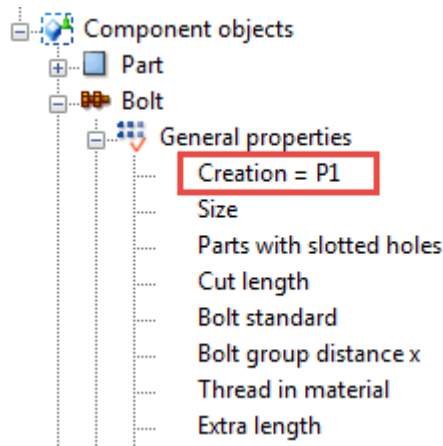 Component objects
Part
Bolt
General properties
Creation = P1
Size
Parts with slotted holes
Cut length
Bolt standard
Bolt group distance x
Thread in material
Extra length